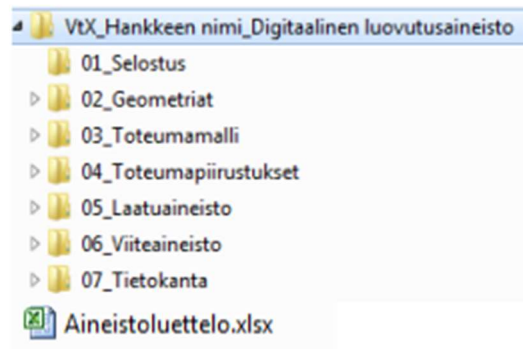 VtX_Hankkeen nimi_Digitaalinen luovutusaineisto
01_Selostus
02_Geometriat
03_Toteumamalli
04_Toteumapiirustukset
05_Laatuaineisto
06_Viiteaineisto
07_Tietokanta
Aineistoluettelo.xlsx